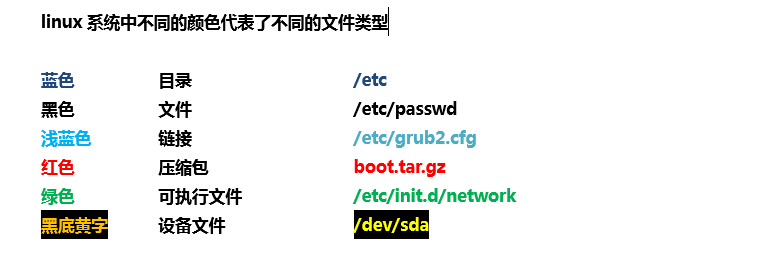 linux 系统中不同的颜色代表了不同的文件类型
蓝色 目录 /etc
黑色 文件 /etc/passwd
浅蓝色 链接 /etc/grub2.cfg
红色 压缩包 boot.tar.gz
绿色 可执行文件 /etc/init.d/network
黑底黄字 设备文件 /dev/sda